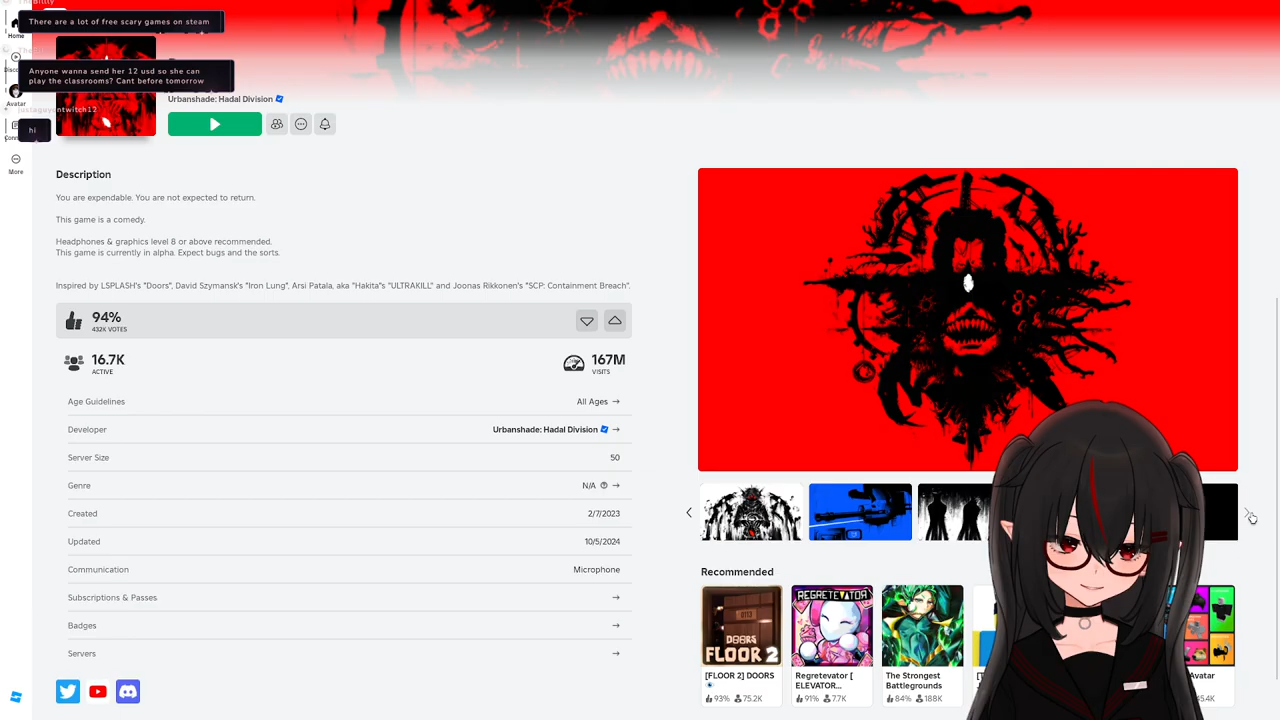 TheBillly
There are a lot of free scary games on steam
Anyone wanna send her 12 usd so she can
play the classrooms? Cant before tomorrow
hi
Home
Avatar
More
Urbanshade: Hadal Division
Description
You are expendable. You are not expected to return.
This game is a comedy.
Headphones & graphics level 8 or above recommended.
This game is currently in alpha. Expect bugs and the sorts.
Inspired by LSPLASH's "Doors", David Szymansk's "Iron Lung", Arsi Patala, aka "Hakita"s "ULTRAKILL" and Joonas Rikkonen's "SCP: Containment Breach".
94%
432K VOTES
16.7K
ACTIVE
167M
VISITS
Age Guidelines
All Ages
Developer
Urbanshade: Hadal Division
Server Size
50
Genre
N/A
Created
2/7/2023
Updated
10/5/2024
Communication
Microphone
Subscriptions & Passes
Badges
Servers
Recommended
0113
DOORS
FLOOR 2
REGRETEVATOR
[FLOOR 2] DOORS
93% 75.2K
Regretevator [
ELEVATOR...
91% 7.7K
The Strongest
Battlegrounds
84% 188K
Avatar
45.4K